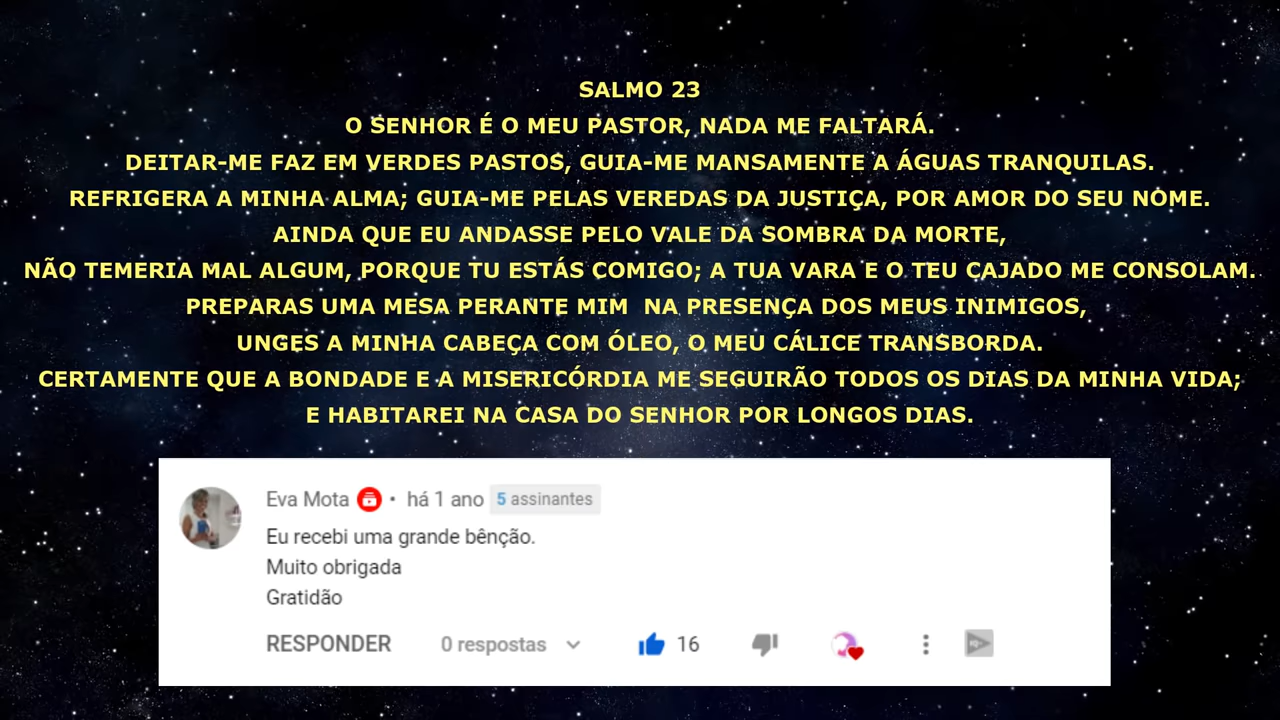 SALMO 23
O SENHOR É O MEU PASTOR, NADA ME FALTARÁ.
DEITAR-ME FAZ EM VERDES PASTOS, GUIA-ME MANSAMENTE A ÁGUAS TRANQUILAS.
REFRIGERA A MINHA ALMA; GUIA-ME PELAS VEREDAS DA JUSTIÇA, POR AMOR DO SEU NOME.
AINDA QUE EU ANDASSE PELO VALE DA SOMBRA DA MORTE,
NÃO TEMERIA MAL ALGUM, PORQUE TU ESTÁS COMIGO; A TUA VARA E O TEU CAJADO ME CONSOLAM.
PREPARAS UMA MESA PERANTE MIM  NA PRESENÇA DOS MEUS INIMIGOS,
UNGES A MINHA CABEÇA COM ÓLEO, O MEU CÁLICE TRANSBORDA.
CERTAMENTE QUE A BONDADE E A MISERICÓRDIA ME SEGUIRÃO TODOS OS DIAS DA MINHA VIDA;
E HABITAREI NA CASA DO SENHOR POR LONGOS DIAS.
Eva Mota • há 1 ano 5 assinantes
Eu recebi uma grande bênção.
Muito obrigada
Gratidão
RESPONDER 0 respostas 16